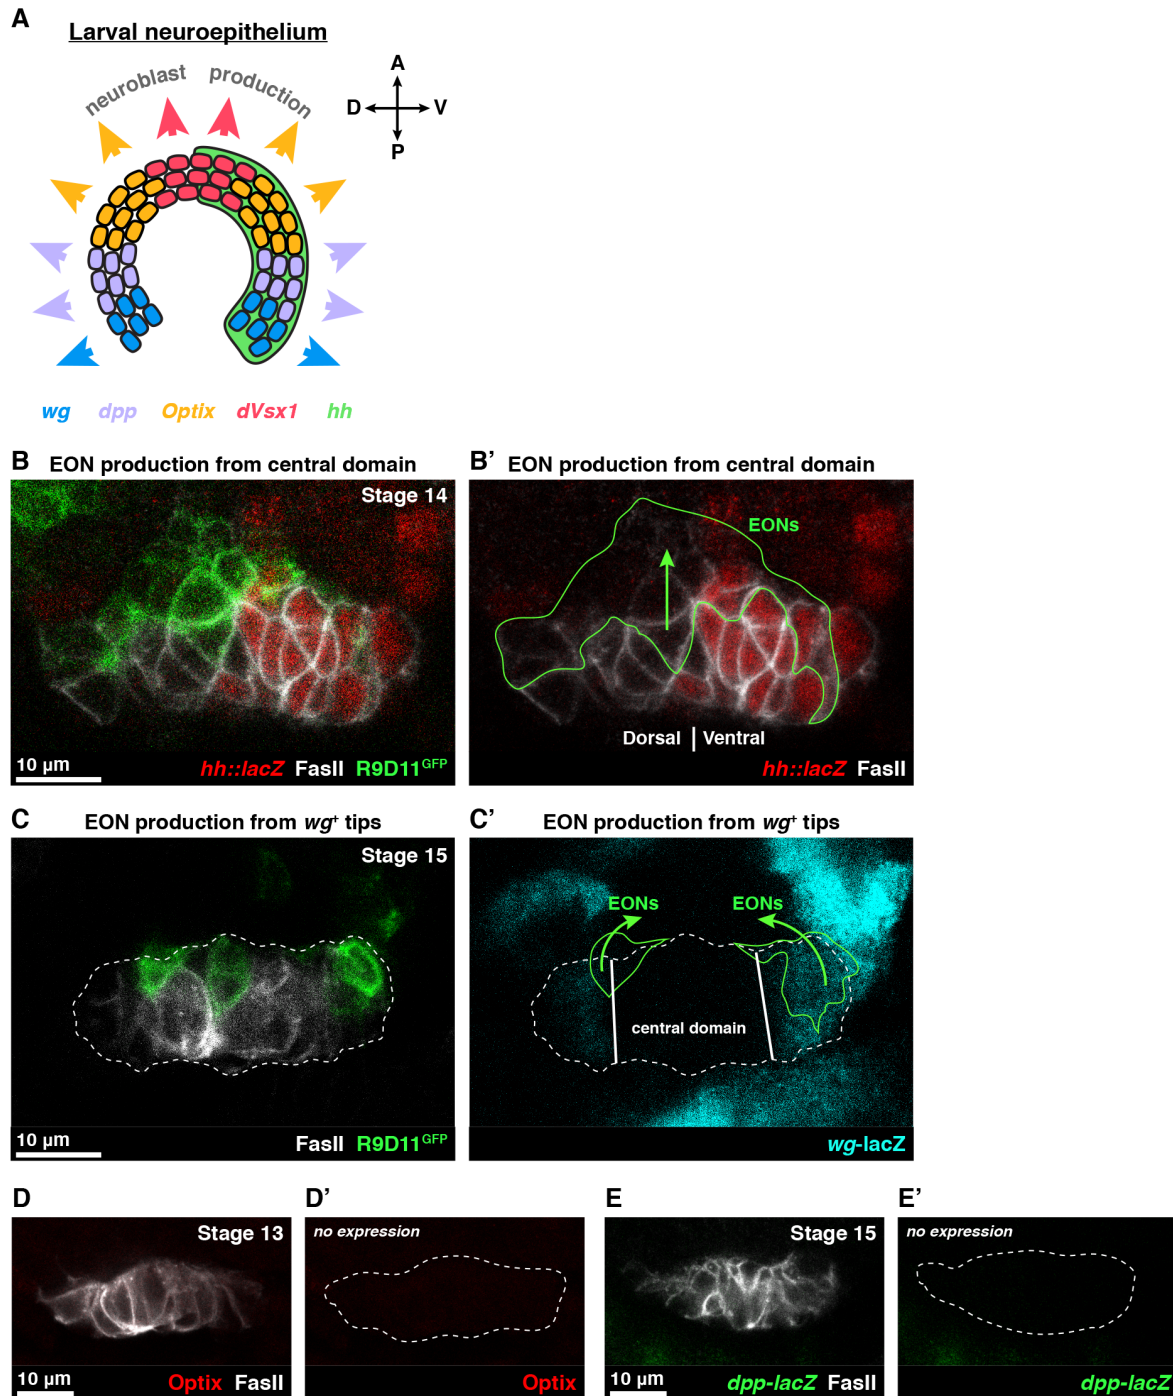 A
Larval neuroepithelium
neuroblast production
A
D V
P
wg dpp Optix dVsx1 hh
B EON production from central domain
Stage 14
10 µm
hh::lacZ FasII R9D11GFP
B’ EON production from central domain
EONs
Dorsal | Ventral
hh::lacZ FasII
C EON production from wg+ tips
Stage 15
10 µm
FasII R9D11GFP
C’ EON production from wg+ tips
EONs EONs
central domain
wg-lacZ
D
Stage 13
10 µm
Optix FasII
D’
no expression
Optix
E
Stage 15
10 µm
dpp-lacZ FasII
E’
no expression
dpp-lacZ